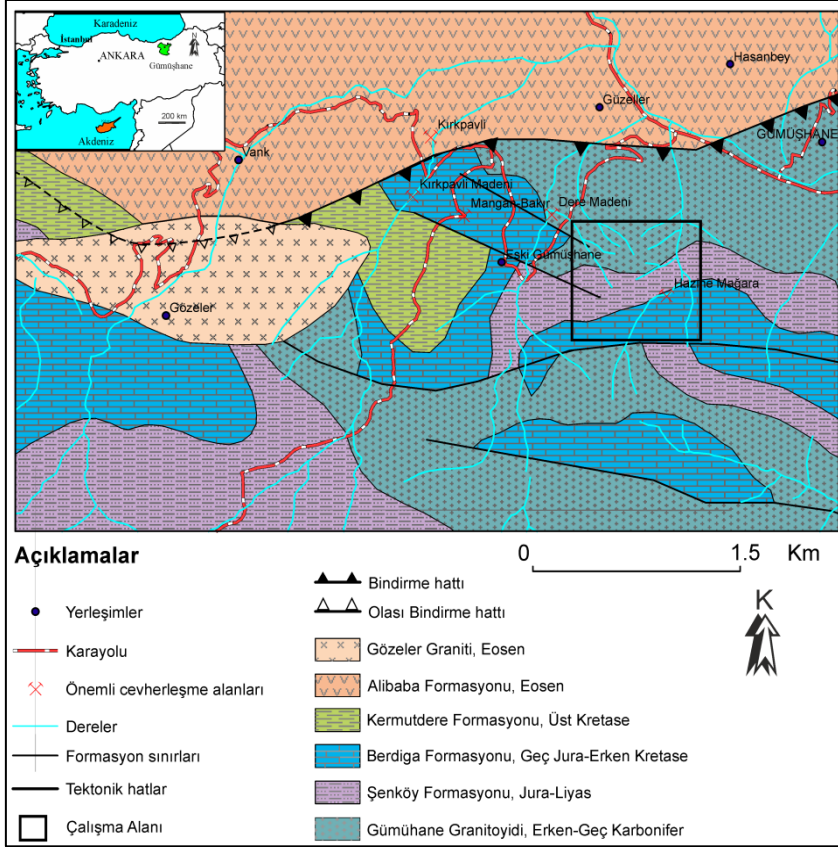 Karadeniz
İstanbul
N
ANKARA
Gümüşhane
200 km
Akdeniz
Hasanbey
Güzeller
Kırkpavli
GÜMÜŞHANE
Vank
Kırkpavli Madeni
Mangan-Bakır
Dere Madeni
Eski Gümüşhane
Hazine Mağara
Gözeler
Açıklamalar
0 1.5 Km
Yerleşimler
Karayolu
Önemli cevherleşme alanları
Dereler
Formasyon sınırları
Tektonik hatlar
Çalışma Alanı
Bindirme hattı
Olası Bindirme hattı
Gözeler Graniti, Eosen
Alibaba Formasyonu, Eosen
Kermutdere Formasyonu, Üst Kretase
Berdiga Formasyonu, Geç Jura-Erken Kretase
Şenköy Formasyonu, Jura-Liyas
Gümühane Granitoyidi, Erken-Geç Karbonifer
K